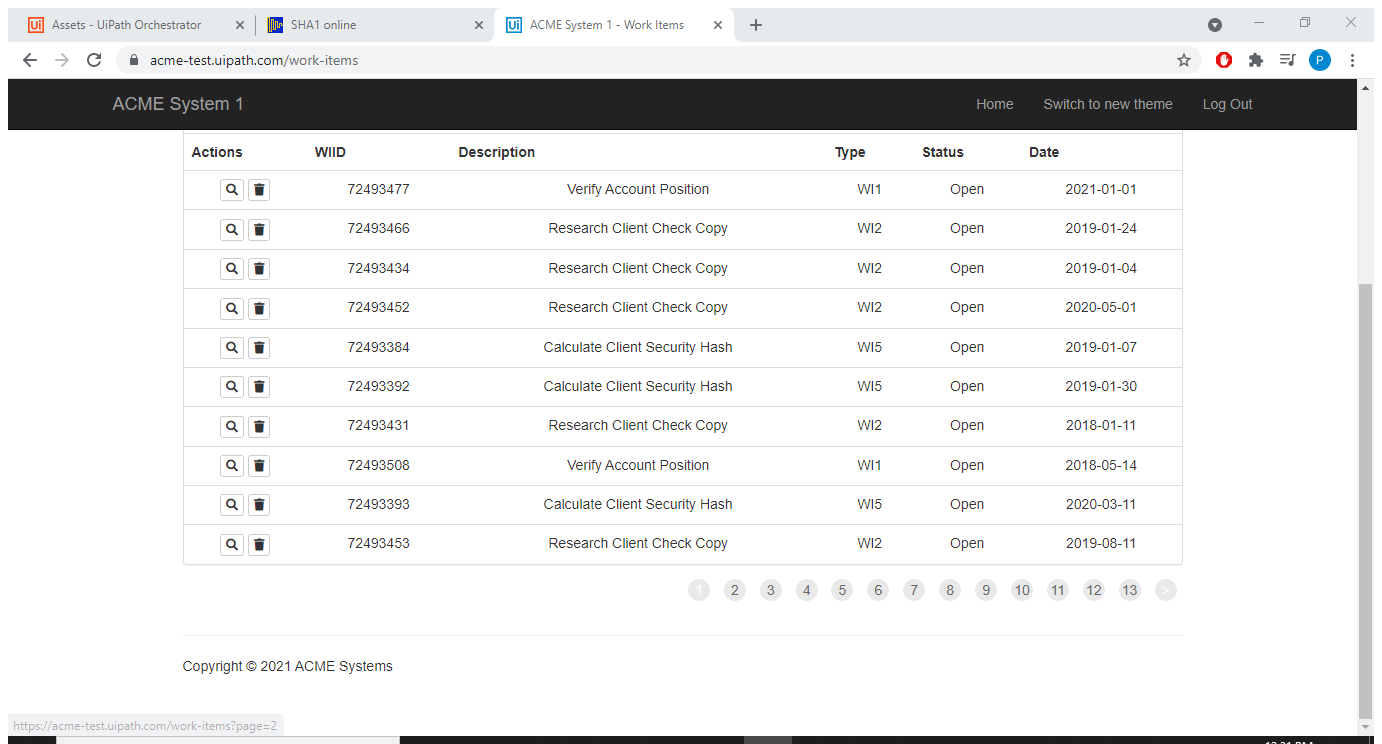 Assets - UiPath Orchestrator SHA1 online ACME System 1 - Work Items
acme-test.uipath.com/work-items P
ACME System 1 Home Switch to new theme Log Out
Actions WIID Description Type Status Date
72493477 Verify Account Position WI1 Open 2021-01-01
72493466 Research Client Check Copy WI2 Open 2019-01-24
72493434 Research Client Check Copy WI2 Open 2019-01-04
72493452 Research Client Check Copy WI2 Open 2020-05-01
72493384 Calculate Client Security Hash WI5 Open 2019-01-07
72493392 Calculate Client Security Hash WI5 Open 2019-01-30
72493431 Research Client Check Copy WI2 Open 2018-01-11
72493508 Verify Account Position WI1 Open 2018-05-14
72493393 Calculate Client Security Hash WI5 Open 2020-03-11
72493453 Research Client Check Copy WI2 Open 2019-08-11
1 2 3 4 5 6 7 8 9 10 11 12 13 >
Copyright © 2021 ACME Systems
https://acme-test.uipath.com/work-items?page=2